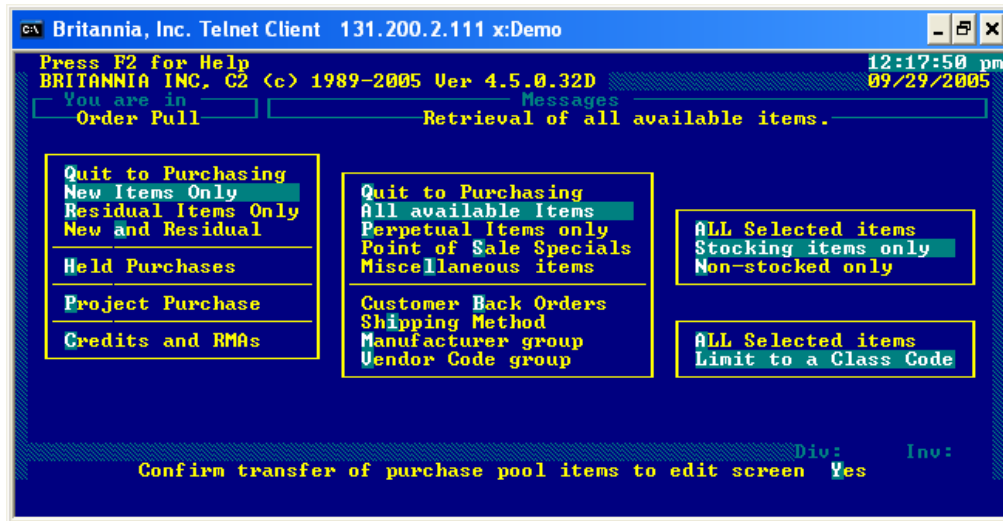 Britannia, Inc. Telnet Client 131.200.2.111 x:Demo
Press F2 for Help 12:17:50 pm
BRITANNIA INC, C2 (c) 1989-2005 Ver 4.5.0.32D 09/29/2005
You are in Messages
Order Pull Retrieval of all available items.
Quit to Purchasing
New Items Only
Residual Items Only
New and Residual
Held Purchases
Project Purchase
Credits and RMAs
Quit to Purchasing
All available Items
Perpetual Items only
Point of Sale Specials
Miscellaneous items
Customer Back Orders
Shipping Method
Manufacturer group
Vendor Code group
ALL Selected items
Stocking items only
Non-stocked only
ALL Selected items
Limit to a Class Code
Div: Inv:
Confirm transfer of purchase pool items to edit screen Yes